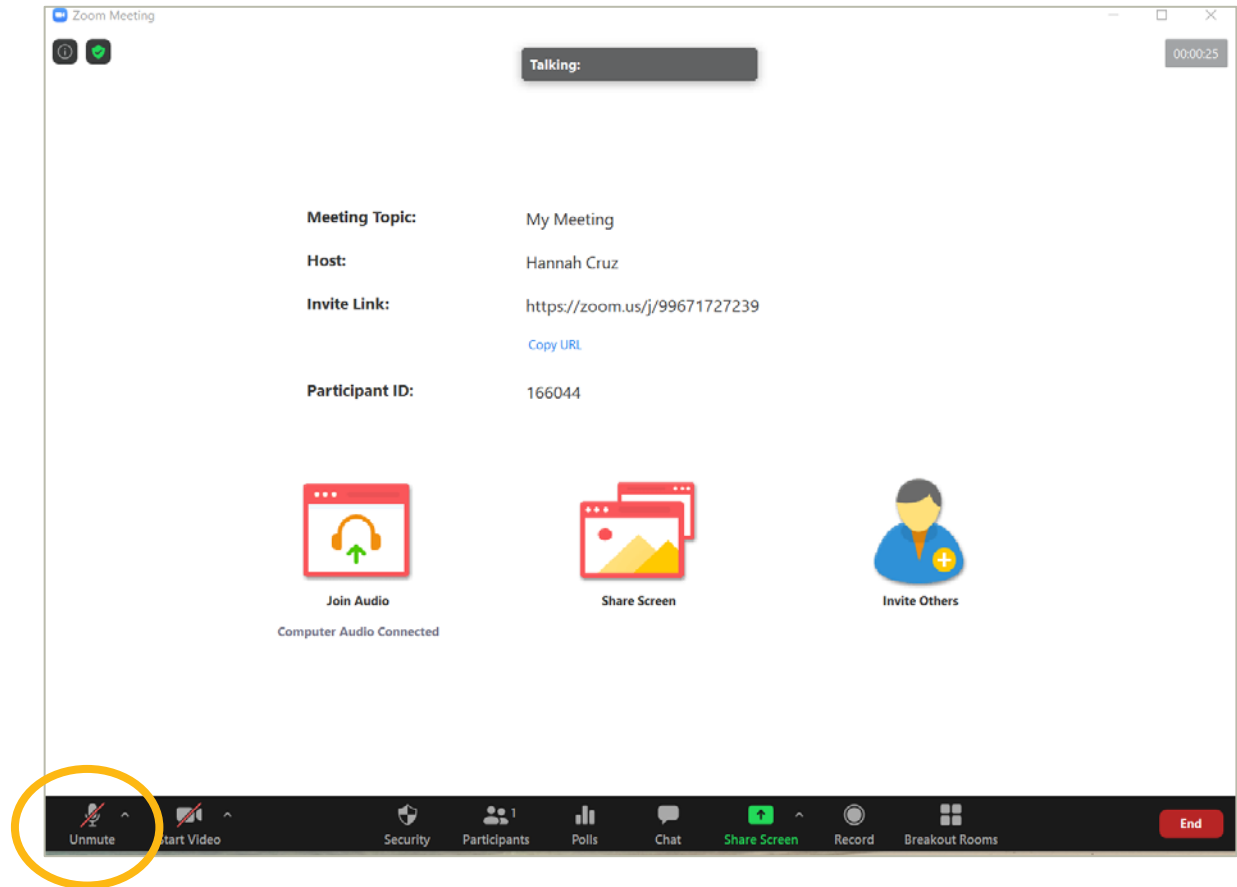 Zoom Meeting
Talking:
00:00:25
Meeting Topic: My Meeting
Host: Hannah Cruz
Invite Link: https://zoom.us/j/99671727239
Copy URL
Participant ID: 166044
Join Audio Share Screen Invite Others
Computer Audio Connected
1
Unmute Start Video Security Participants Polls Chat Share Screen Record Breakout Rooms End